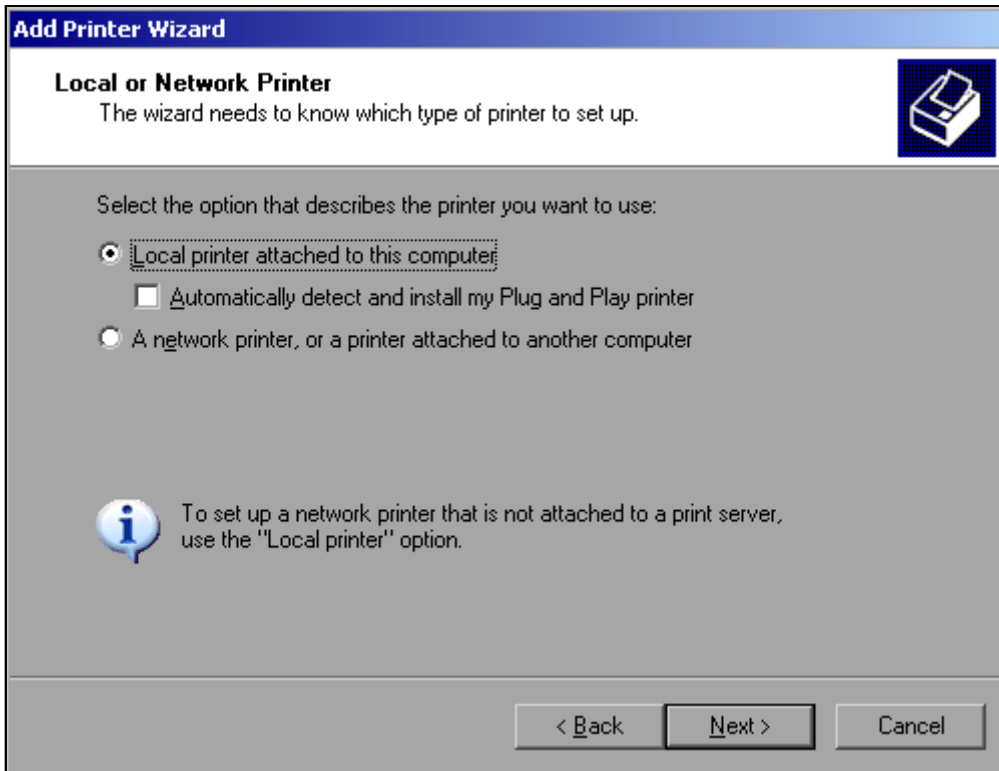 Add Printer Wizard
Local or Network Printer
The wizard needs to know which type of printer to set up.
Select the option that describes the printer you want to use:
Local printer attached to this computer
Automatically detect and install my Plug and Play printer
A network printer, or a printer attached to another computer
To set up a network printer that is not attached to a print server,
use the "Local printer" option.
< Back Next > Cancel